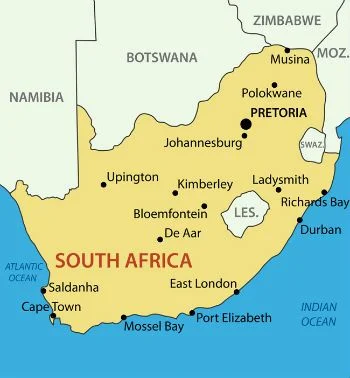 ZIMBABWE
BOTSWANA
Musina
MOZ.
NAMIBIA
Polokwane
PRETORIA
Johannesburg
SWAZ.
Upington
Kimberley
Ladysmith
Richards Bay
Bloemfontein
LES.
Durban
De Aar
SOUTH AFRICA
ATLANTIC
OCEAN
Saldanha
East London
Cape Town
INDIAN
OCEAN
Mossel Bay
Port Elizabeth